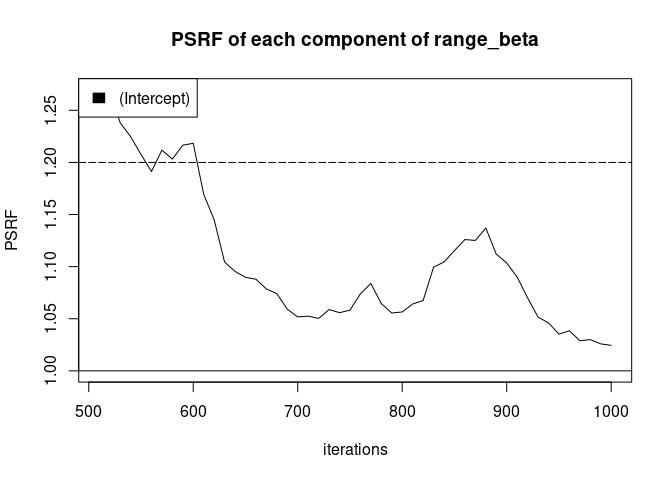 PSRF of each component of range_beta
(Intercept)
PSRF
1.25
1.20
1.15
1.10
1.05
1.00
500 600 700 800 900 1000
iterations